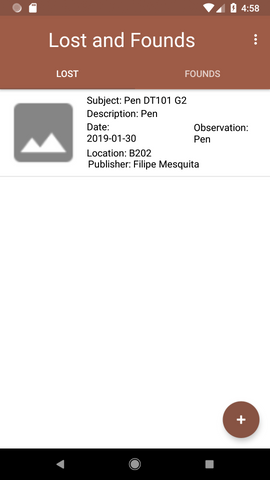 4:58
Lost and Founds
LOST
FOUNDS
Subject: Pen DT101 G2
Description: Pen
Date:
2019-01-30
Observation:
Pen
Location: B202
Publisher: Filipe Mesquita
+